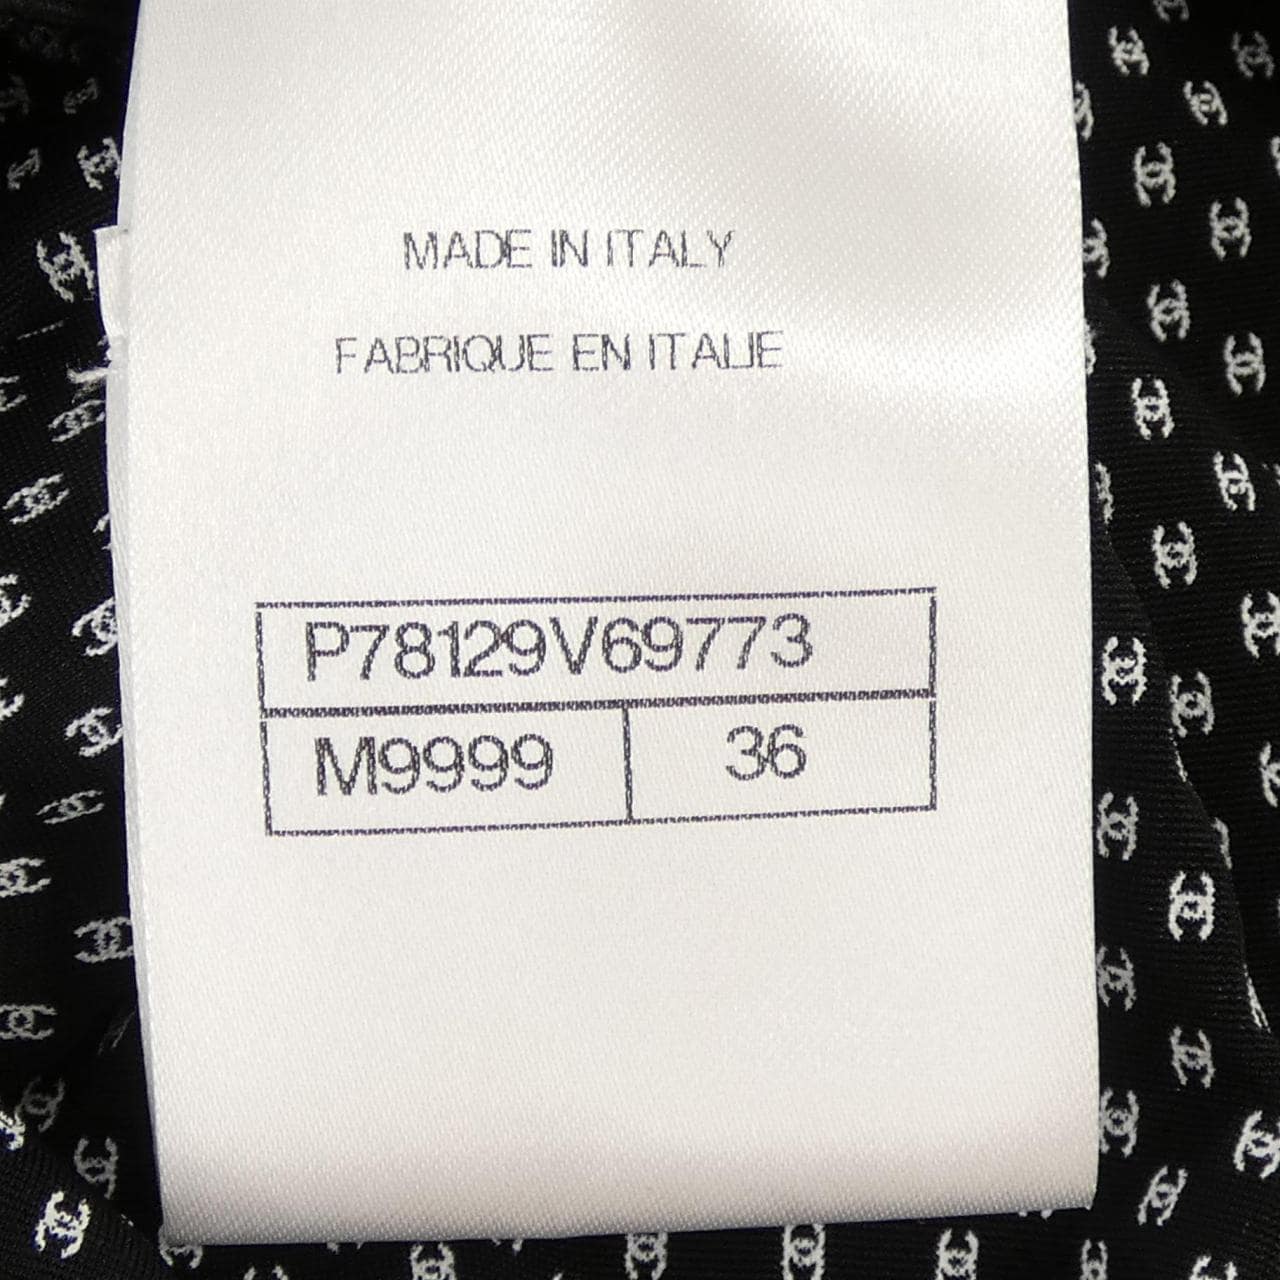 MADE IN ITALY
FABRIQUE EN ITALIE
P78129V69773
M9999 36